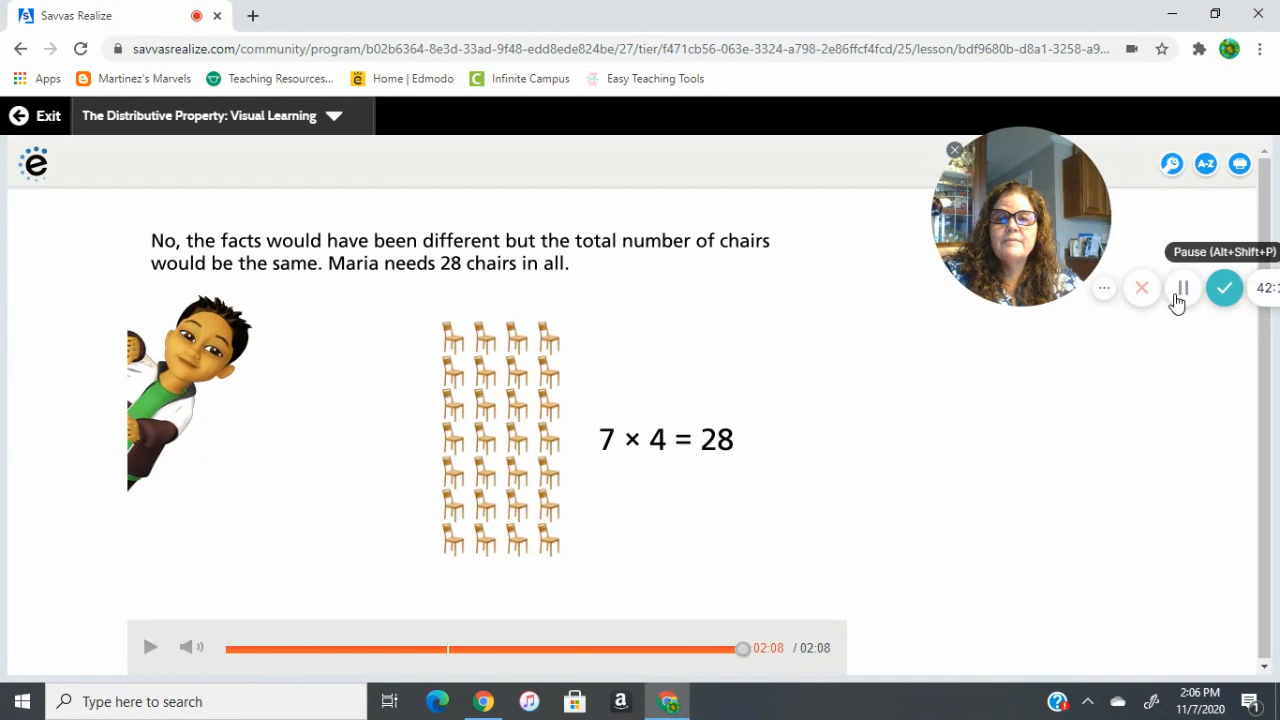 Savvas Realize
savvasrealize.com/community/program/b02b6364-8e3d-33ad-9f48-edd8ede824be/27/tier/f471cb56-063e-3324-a798-2e86ffcf4fcd/25/lesson/bdf9680b-d8a1-3258-a9...
Apps Martinez's Marvels Teaching Resources... Home | Edmodo Infinite Campus Easy Teaching Tools
Exit The Distributive Property: Visual Learning
e
A-Z
No, the facts would have been different but the total number of chairs
would be the same. Maria needs 28 chairs in all.
Pause (Alt+Shift+P)
7 × 4 = 28
02:08 / 02:08
Type here to search
2:06 PM
11/7/2020